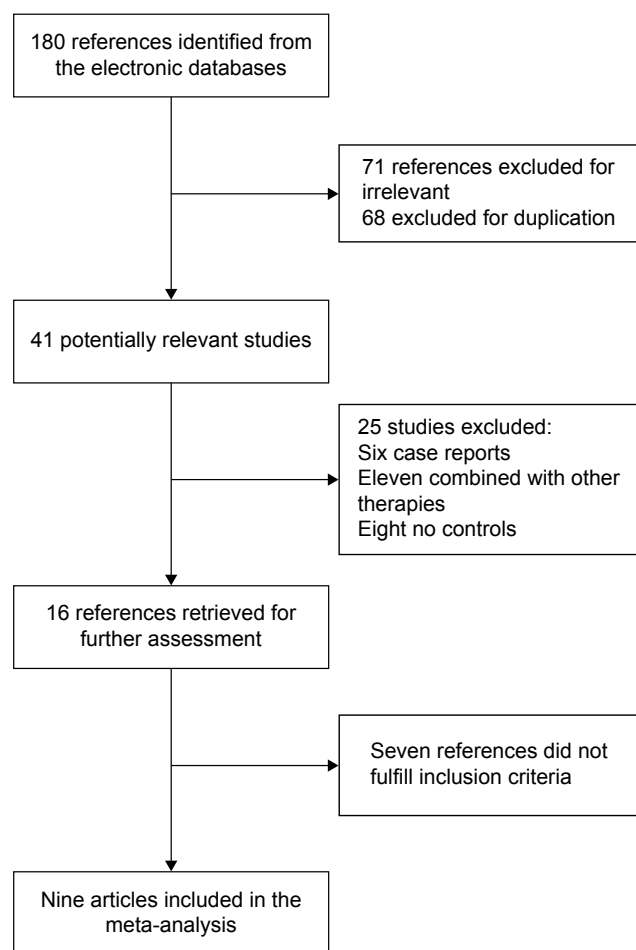 180 references identified from
the electronic databases
71 references excluded for
irrelevant
68 excluded for duplication
41 potentially relevant studies
25 studies excluded:
Six case reports
Eleven combined with other
therapies
Eight no controls
16 references retrieved for
further assessment
Seven references did not
fulfill inclusion criteria
Nine articles included in the
meta-analysis